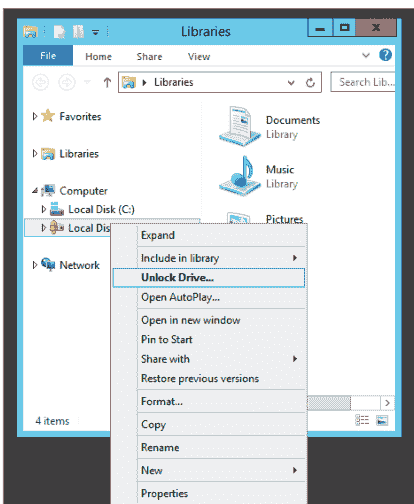 Libraries
File
Home
Share
View
Libraries
Search Lib...
Favorites
Libraries
Computer
Local Disk (C:)
Local Dis
Network
Documents
Library
Music
Library
Pictures
Expand
Include in library
Unlock Drive...
Open AutoPlay...
Open in new window
Pin to Start
Share with
Restore previous versions
Format...
Copy
Rename
New
Properties
4 items